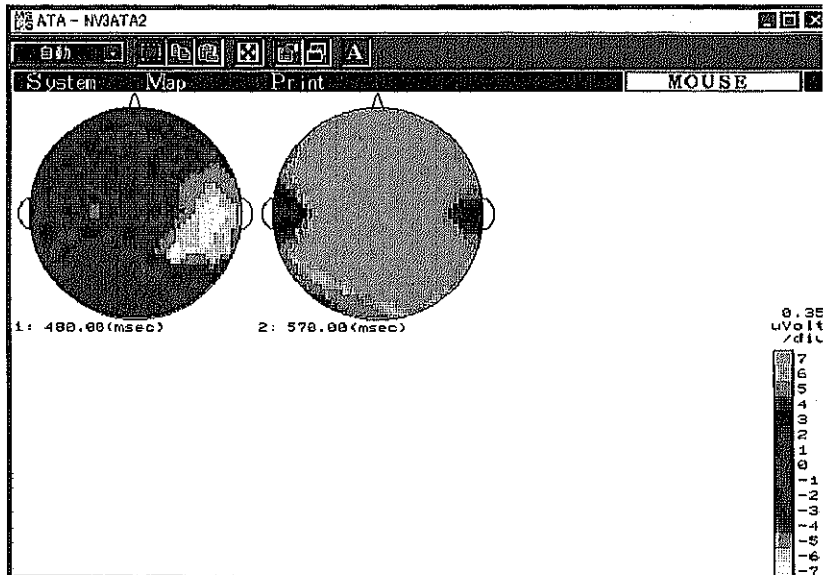 ATA - NV3ATA2
自動
A
System Map Print MOUSE
1: 480.00(msec)
2: 570.00(msec)
0.35
uVolt
/div
7
6
5
4
3
2
1
0
-1
-2
-3
-4
-5
-6
-7